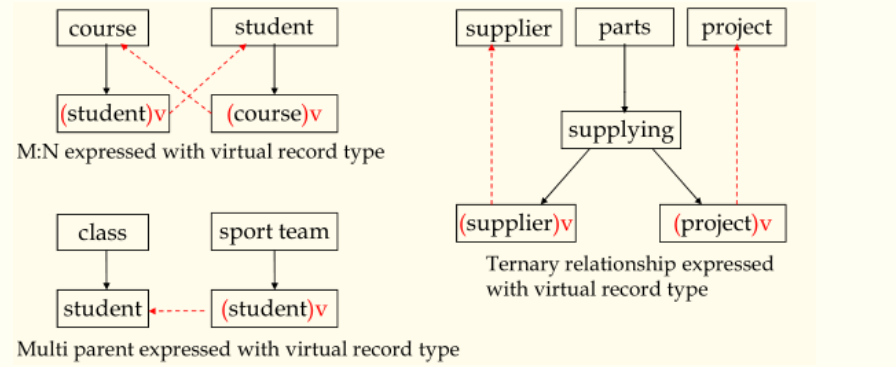 course
student
(student)v
(course)v
M:N expressed with virtual record type
class
sport team
student
(student)v
Multi parent expressed with virtual record type
supplier
parts
project
supplying
(supplier)v
(project)v
Ternary relationship expressed
with virtual record type